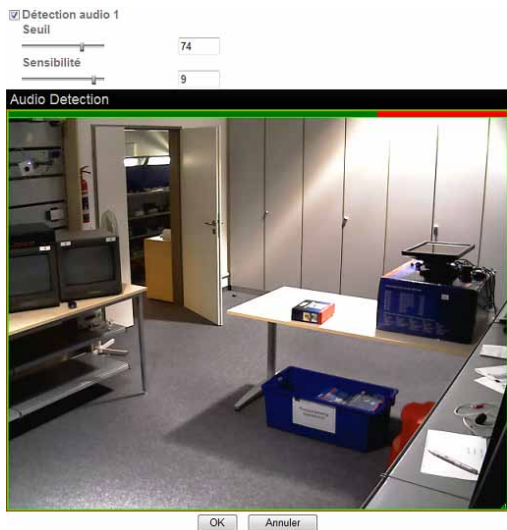 Détection audio 1
Seuil
74
Sensibilité
9
Audio Detection
OK Annuler